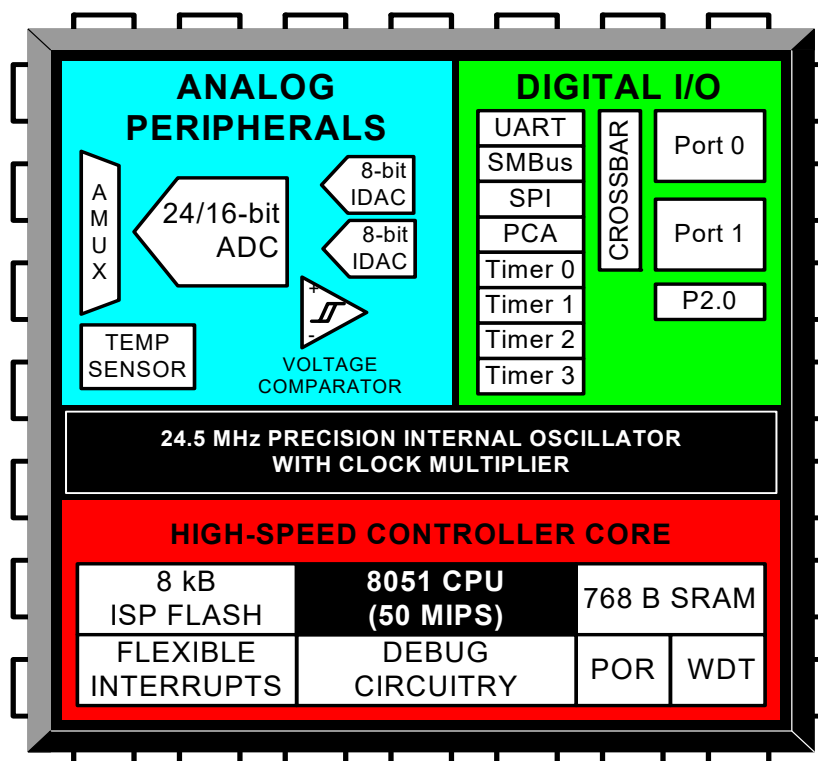 ANALOG
PERIPHERALS
AMUX
24/16-bit
ADC
8-bit
IDAC
8-bit
IDAC
+
-
TEMP
SENSOR
VOLTAGE
COMPARATOR
DIGITAL I/O
UART
SMBus
SPI
PCA
Timer 0
Timer 1
Timer 2
Timer 3
CROSSBAR
Port 0
Port 1
P2.0
24.5 MHz PRECISION INTERNAL OSCILLATOR
WITH CLOCK MULTIPLIER
HIGH-SPEED CONTROLLER CORE
8 kB
ISP FLASH
8051 CPU
(50 MIPS)
768 B SRAM
FLEXIBLE
INTERRUPTS
DEBUG
CIRCUITRY
POR
WDT